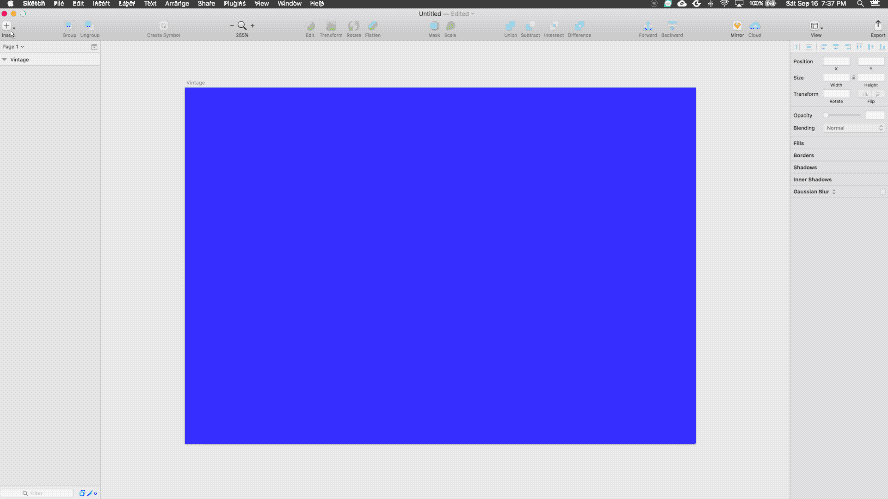 Sketch File Edit Insert Layer Text Arrange Share Plugins View Window Help 100% Sat Sep 16 7:37 PM
Untitled — Edited
Insert Group Ungroup Create Symbol 255% Edit Transform Rotate Flatten Mask Scale Union Subtract Intersect Difference Forward Backward Mirror Cloud View Export
Page 1
Vintage
Vintage
Position
X Y
Size
Width Height
Transform
Rotate Flip
Opacity
Blending Normal
Fills
Borders
Shadows
Inner Shadows
Gaussian Blur
Filter